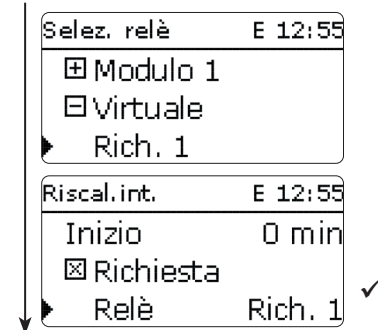 Selez. relè E 12:55
Modulo 1
Virtuale
Rich. 1
Riscal.int. E 12:55
Inizio 0 min
Richiesta
Relè Rich. 1